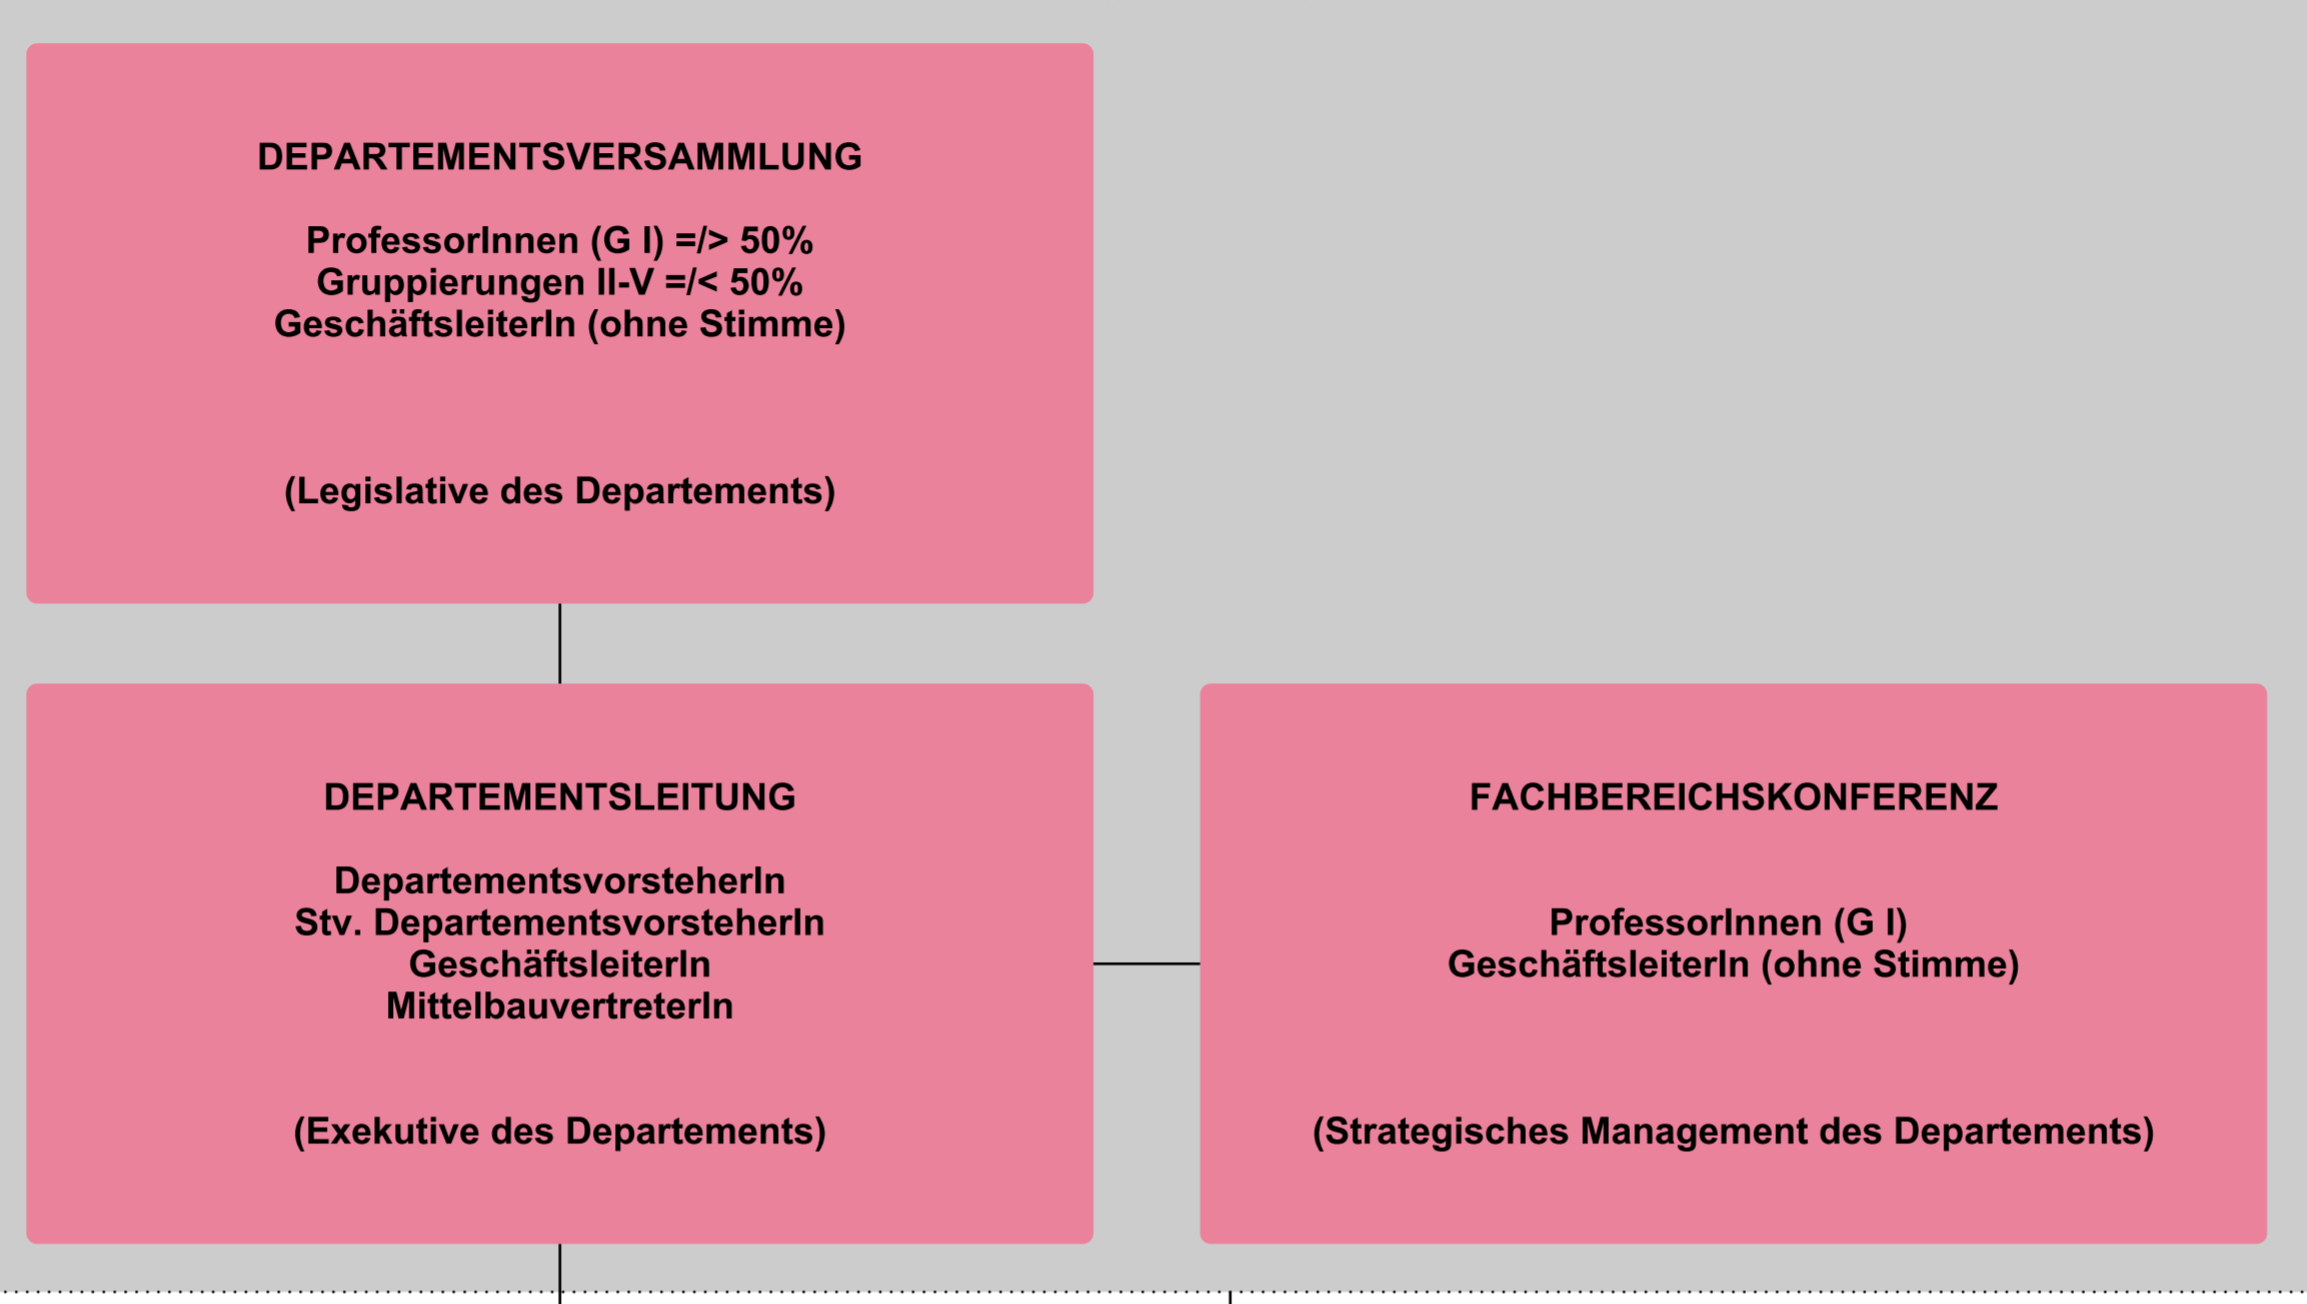 DEPARTEMENTSVERSAMMLUNG
ProfessorInnen (G I) =/> 50%
Gruppierungen II-V =/< 50%
GeschäftsleiterIn (ohne Stimme)
(Legislative des Departements)
DEPARTEMENTSLEITUNG
DepartementsvorsteherIn
Stv. DepartementsvorsteherIn
GeschäftsleiterIn
MittelbauvertreterIn
(Exekutive des Departements)
FACHBEREICHSKONFERENZ
ProfessorInnen (G I)
GeschäftsleiterIn (ohne Stimme)
(Strategisches Management des Departements)